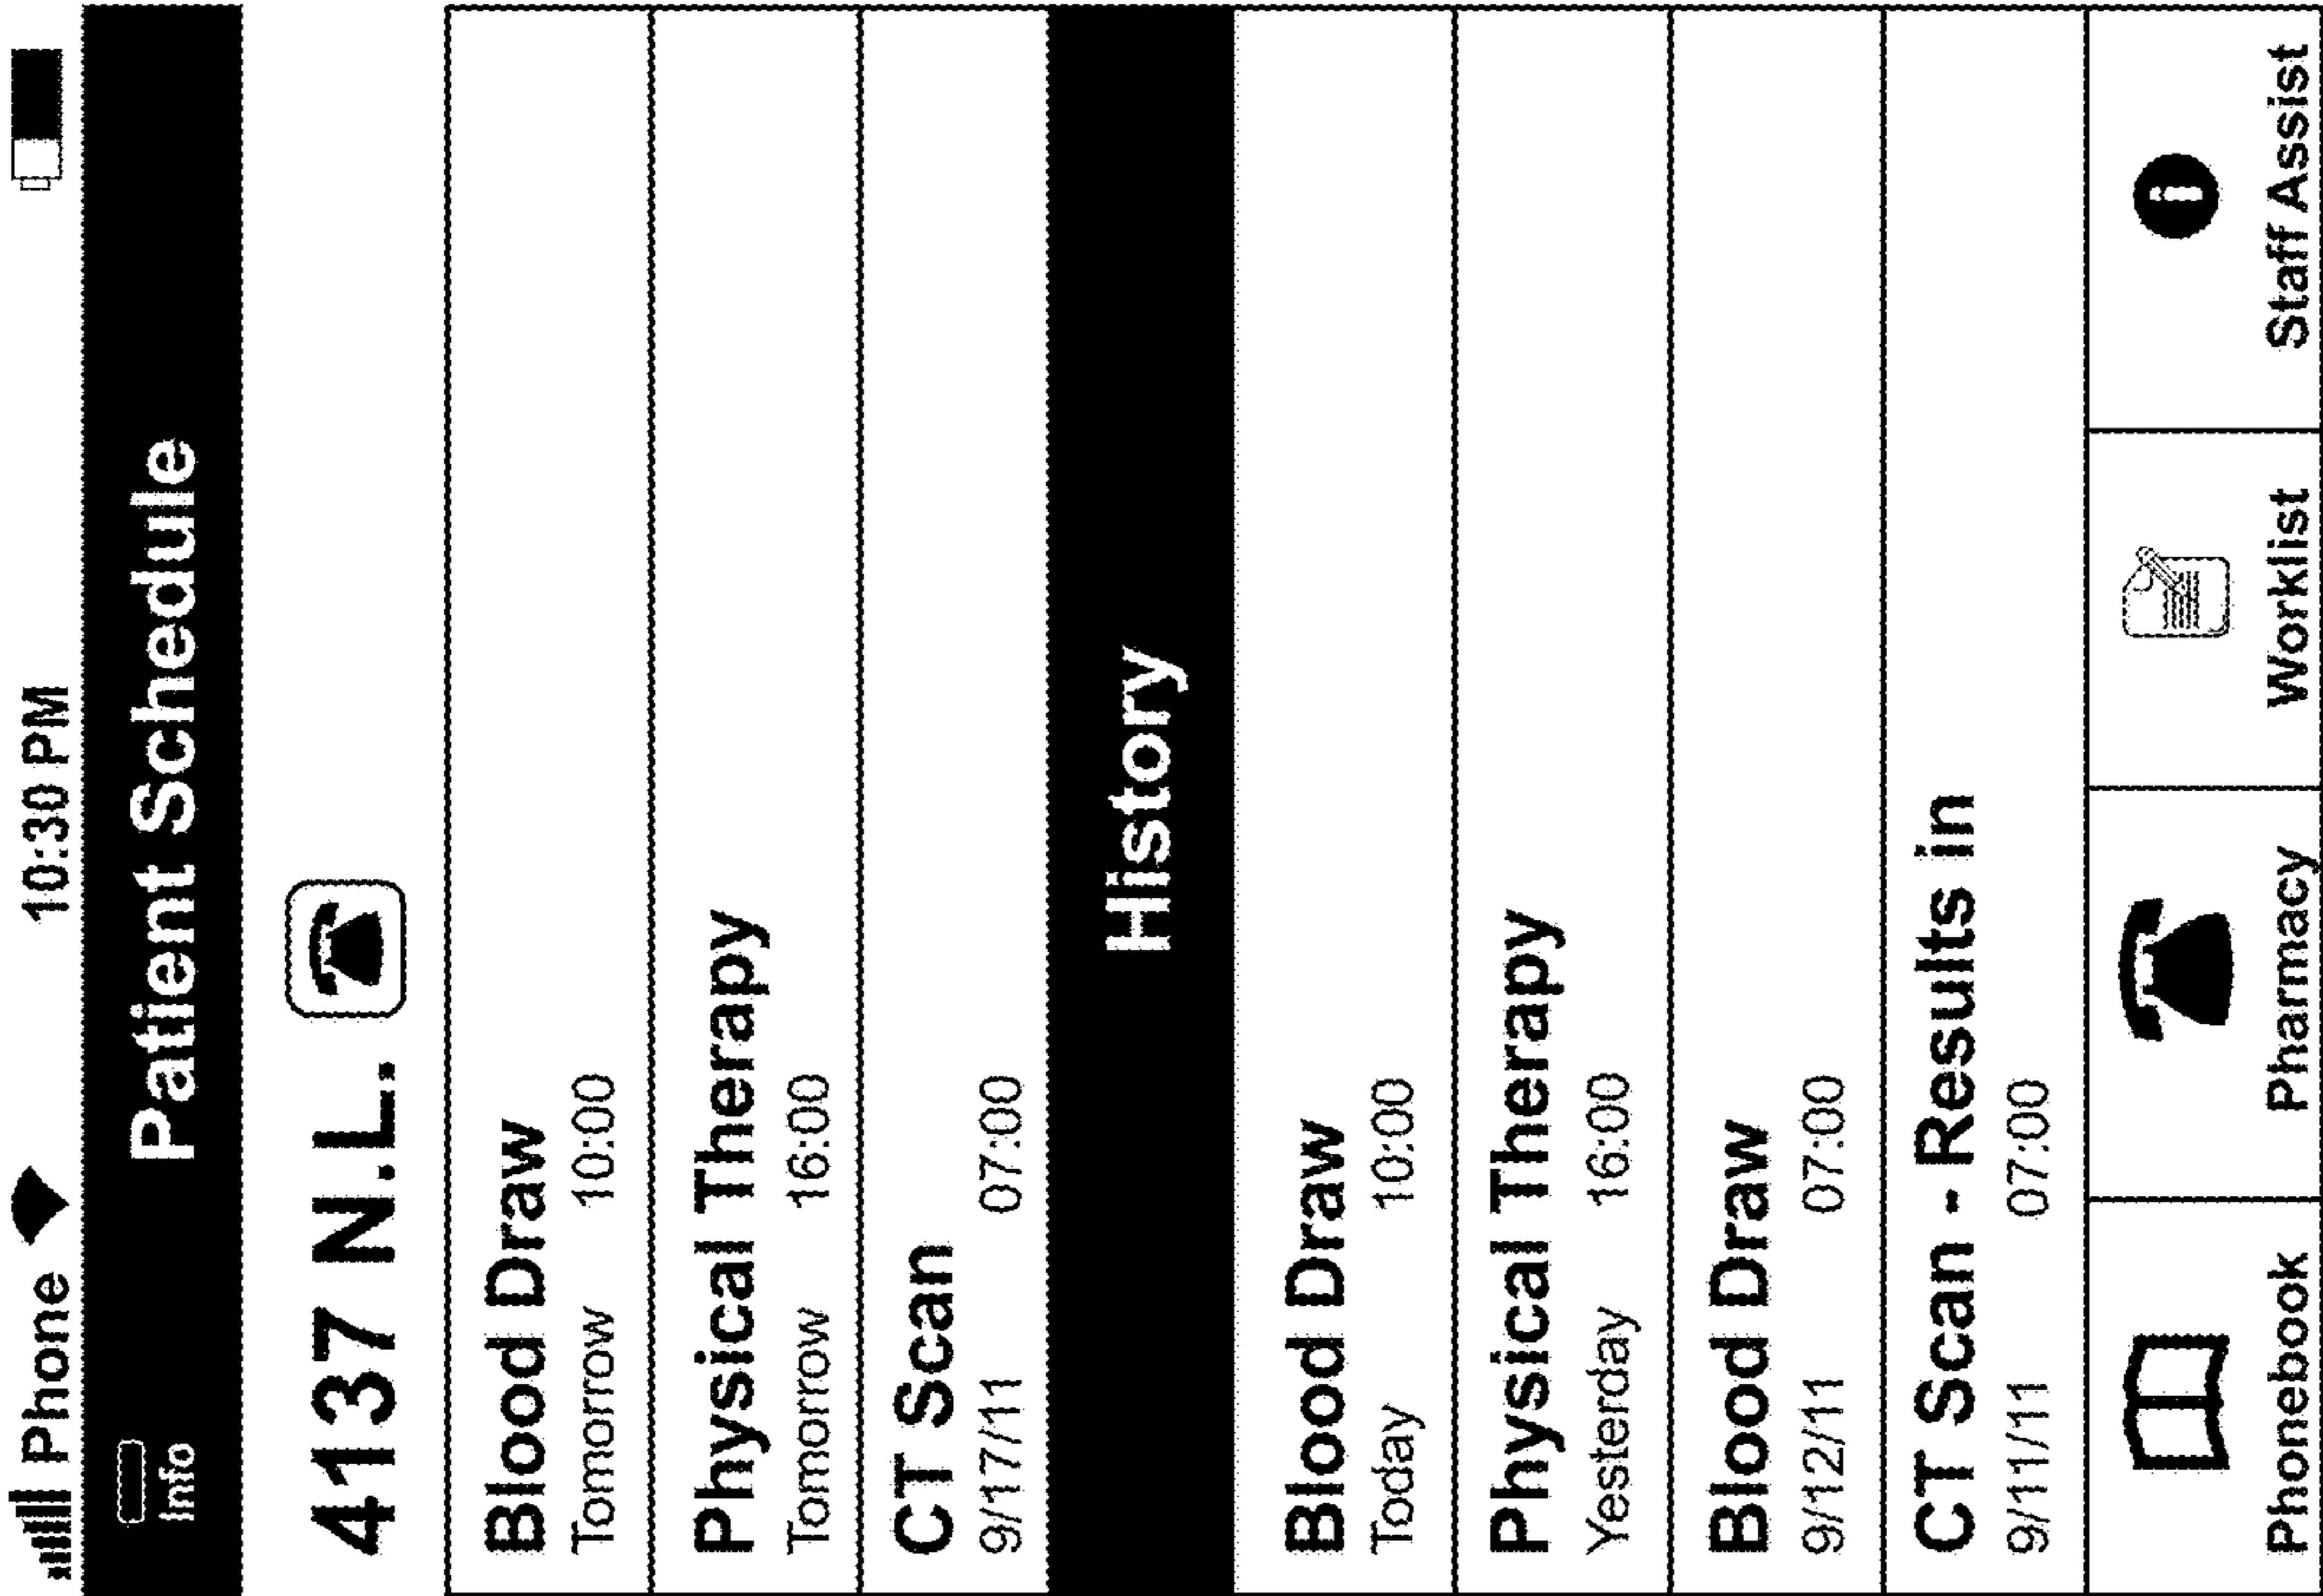 Phone 10:30 PM
Info Patient Schedule
4137 N.L.
Blood Draw
Tomorrow 10:00
Physical Therapy
Tomorrow 16:00
CT Scan
9/17/11 07:00
History
Blood Draw
Today 10:00
Physical Therapy
Yesterday 16:00
Blood Draw
9/12/11 07:00
CT Scan - Results in
9/11/11 07:00
Phonebook Pharmacy Worklist Staff Assist